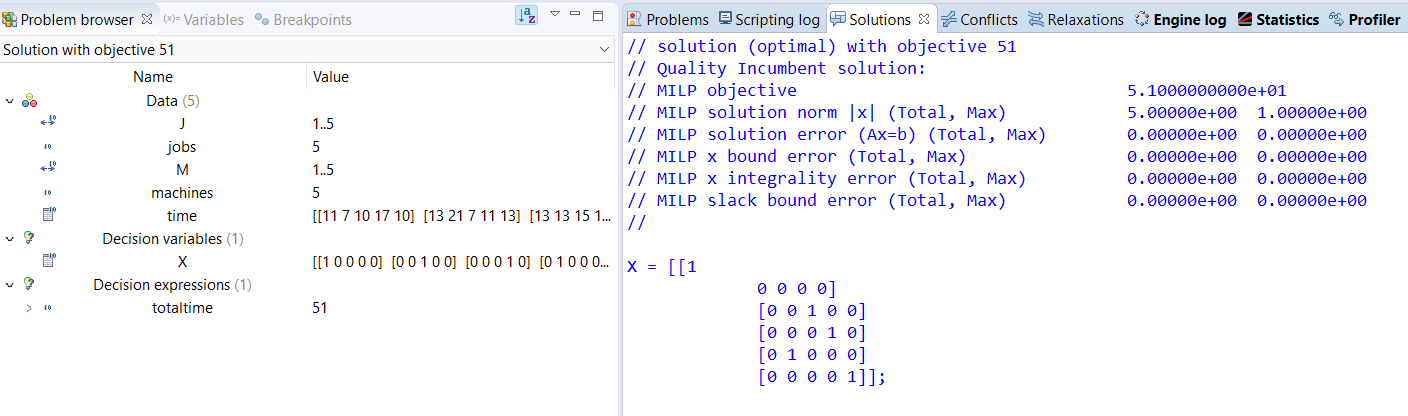 Problem browser (x)= Variables Breakpoints
Solution with objective 51
Name Value
Data (5)
J 1..5
jobs 5
M 1..5
machines 5
time [[11 7 10 17 10] [13 21 7 11 13] [13 13 15 1...
Decision variables (1)
X [[1 0 0 0 0] [0 0 1 0 0] [0 0 0 1 0] [0 1 0 0 0...
Decision expressions (1)
totaltime 51
Problems Scripting log Solutions Conflicts Relaxations Engine log Statistics Profiler
// solution (optimal) with objective 51
// Quality Incumbent solution:
// MILP objective 5.1000000000e+01
// MILP solution norm |x| (Total, Max) 5.00000e+00 1.00000e+00
// MILP solution error (Ax=b) (Total, Max) 0.00000e+00 0.00000e+00
// MILP x bound error (Total, Max) 0.00000e+00 0.00000e+00
// MILP x integrality error (Total, Max) 0.00000e+00 0.00000e+00
// MILP slack bound error (Total, Max) 0.00000e+00 0.00000e+00
//
X = [[1
0 0 0 0]
[0 0 1 0 0]
[0 0 0 1 0]
[0 1 0 0 0]
[0 0 0 0 1]];